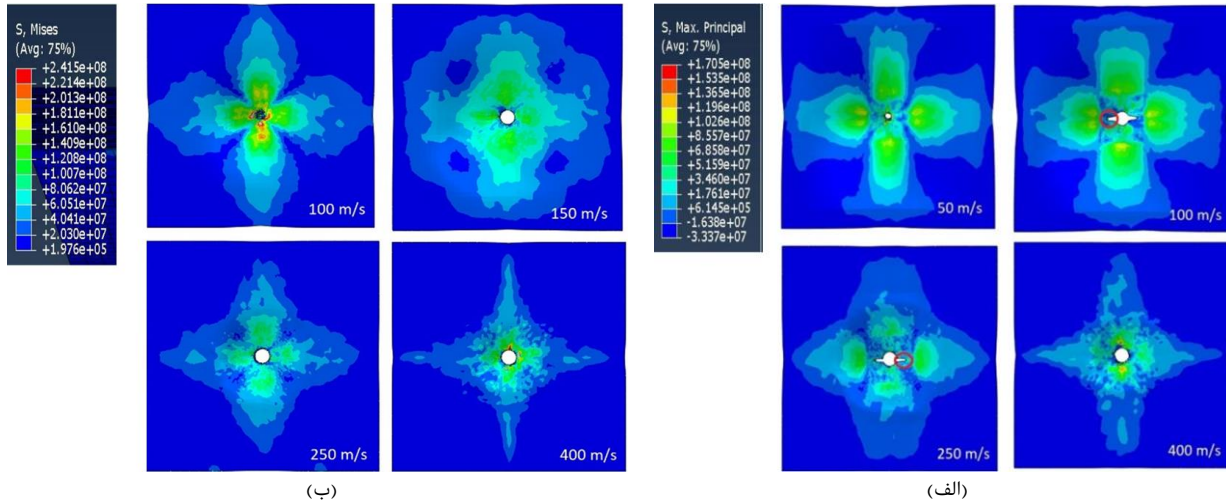 S, Mises
(Avg: 75%)
+2.415e+08
+2.214e+08
+2.013e+08
+1.811e+08
+1.610e+08
+1.409e+08
+1.208e+08
+1.007e+08
+8.062e+07
+6.051e+07
+4.041e+07
+2.030e+07
+1.976e+05
100 m/s
150 m/s
250 m/s
400 m/s
(ب)
S, Max. Principal
(Avg: 75%)
+1.705e+08
+1.535e+08
+1.365e+08
+1.196e+08
+1.026e+08
+8.557e+07
+6.858e+07
+5.159e+07
+3.460e+07
+1.761e+07
+6.145e+05
-1.638e+07
-3.337e+07
50 m/s
100 m/s
250 m/s
400 m/s
(الف)